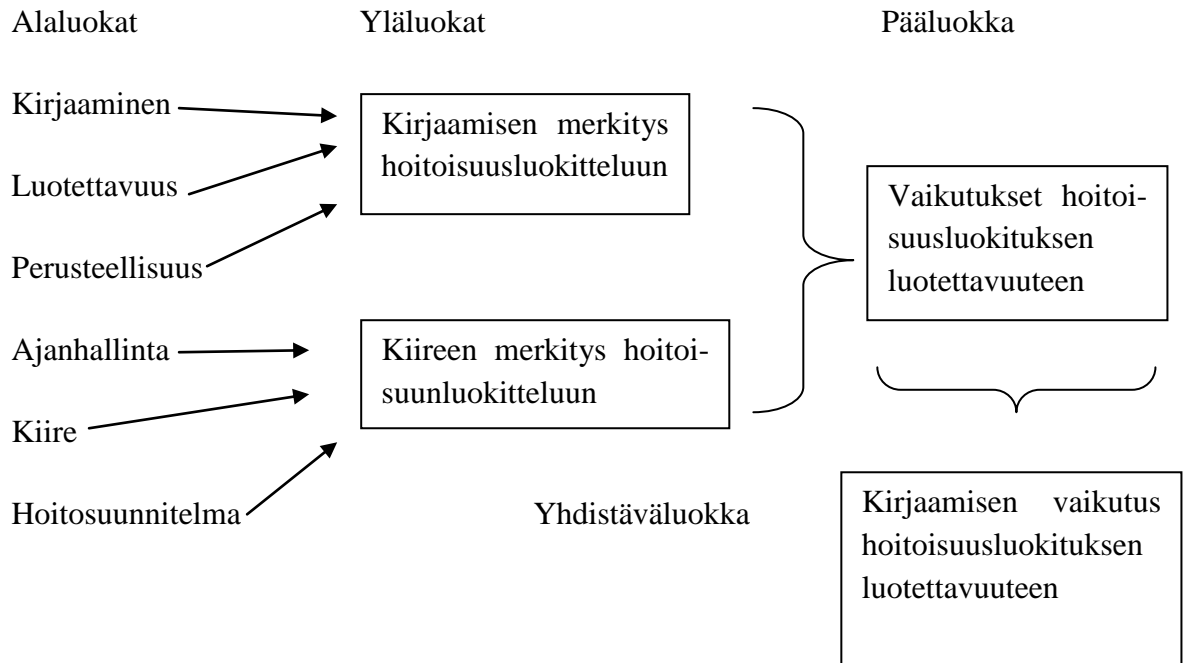 Alaluokat Yläluokat Pääluokka
Kirjaaminen
Luotettavuus
Perusteellisuus
Ajanhallinta
Kiire
Hoitosuunnitelma
Kirjaamisen merkitys
hoitoisuusluokitteluun
Kiireen merkitys hoitoi-
suunluokitteluun
Vaikutukset hoitoi-
suusluokituksen
luotettavuuteen
Yhdistäväluokka
Kirjaamisen vaikutus
hoitoisuusluokituksen
luotettavuuteen